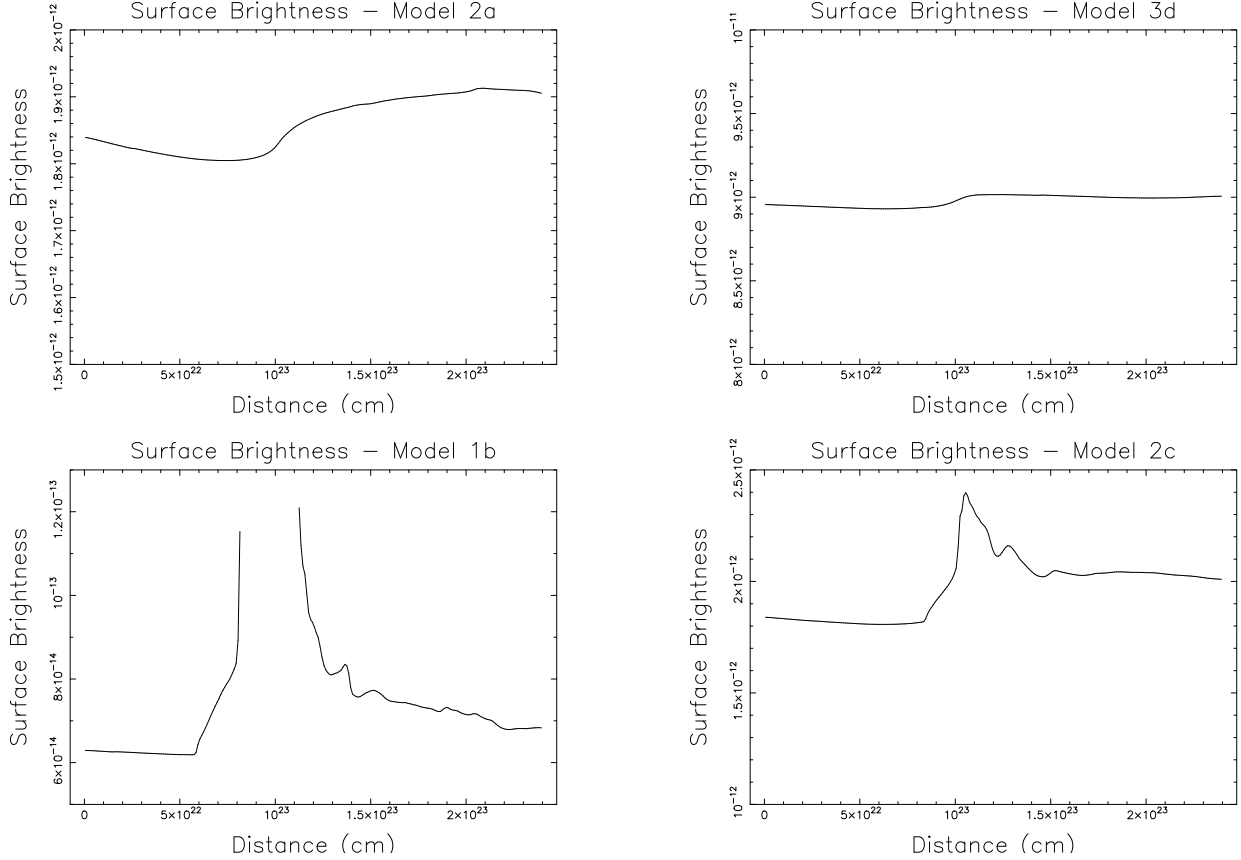 Surface Brightness – Model 2a
Surface Brightness
2×10⁻¹²
1.9×10⁻¹²
1.8×10⁻¹²
1.7×10⁻¹²
1.6×10⁻¹²
1.5×10⁻¹²
0 5×10²² 10²³ 1.5×10²³ 2×10²³
Distance (cm)
Surface Brightness – Model 3d
Surface Brightness
10⁻¹¹
9.5×10⁻¹²
9×10⁻¹²
8.5×10⁻¹²
8×10⁻¹²
0 5×10²² 10²³ 1.5×10²³ 2×10²³
Distance (cm)
Surface Brightness – Model 1b
Surface Brightness
1.2×10⁻¹³
10⁻¹³
8×10⁻¹⁴
6×10⁻¹⁴
0 5×10²² 10²³ 1.5×10²³ 2×10²³
Distance (cm)
Surface Brightness – Model 2c
Surface Brightness
2.5×10⁻¹²
2×10⁻¹²
1.5×10⁻¹²
10⁻¹²
0 5×10²² 10²³ 1.5×10²³ 2×10²³
Distance (cm)